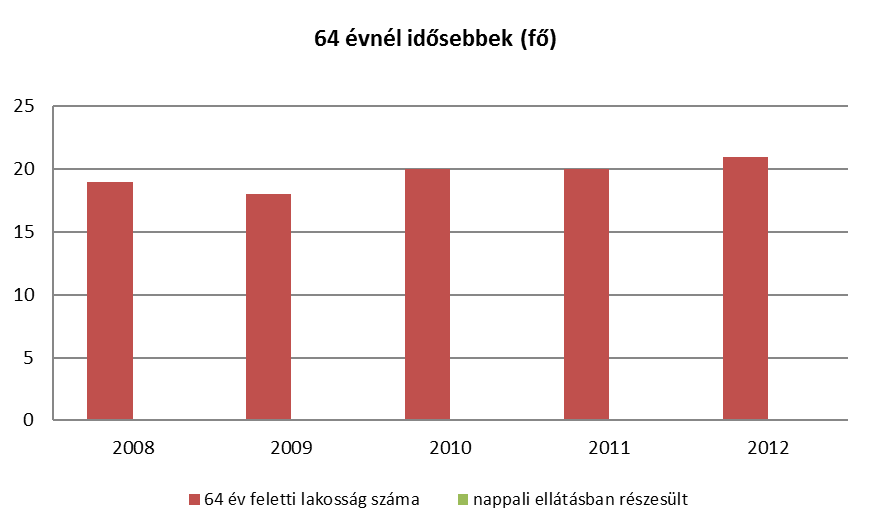 64 évnél idősebbek (fő)
25
20
15
10
5
0
2008 2009 2010 2011 2012
64 év feletti lakosság száma nappali ellátásban részesült